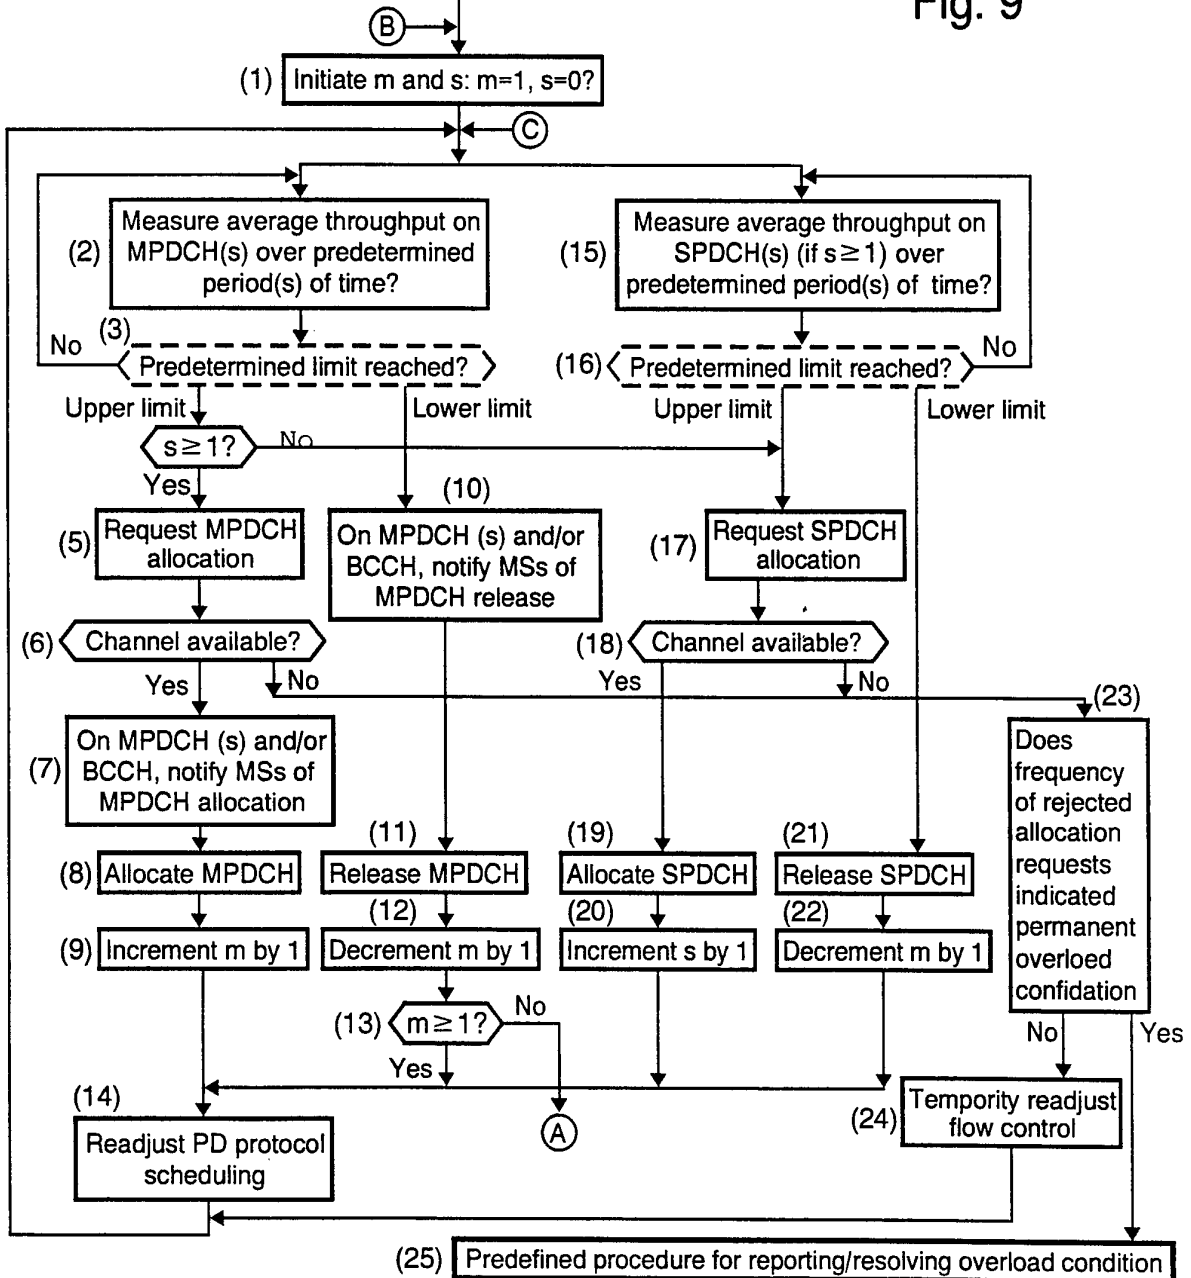 Fig. 9
B
(1) Initiate m and s: m=1, s=0?
C
(2) Measure average throughput on
MPDCH(s) over predetermined
period(s) of time?
(15) Measure average throughput on
SPDCH(s) (if s≥1) over
predetermined period(s) of time?
(3)
No
Predetermined limit reached?
(16) Predetermined limit reached?
No
Upper limit
Lower limit
Upper limit
Lower limit
s≥1?
No
Yes
(5) Request MPDCH
allocation
(10)
On MPDCH (s) and/or
BCCH, notify MSs of
MPDCH release
(17) Request SPDCH
allocation
(6) Channel available?
(18) Channel available?
Yes
No
Yes
No
(23)
Does
frequency
of rejected
allocation
requests
indicated
permanent
overloed
confidation
(7) On MPDCH (s) and/or
BCCH, notify MSs of
MPDCH allocation
(8) Allocate MPDCH
(11)
Release MPDCH
(19)
Allocate SPDCH
(21)
Release SPDCH
(9) Increment m by 1
(12)
Decrement m by 1
(20)
Increment s by 1
(22)
Decrement m by 1
(13) m≥1?
No
Yes
No
Yes
A
(14)
Readjust PD protocol
scheduling
(24) Tempority readjust
flow control
(25) Predefined procedure for reporting/resolving overload condition